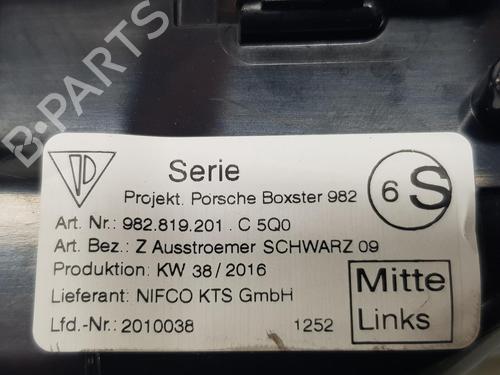 B-PARTS
Serie
Projekt. Porsche Boxster 982
6 S
Art. Nr.: 982.819.201 . C 5Q0
Art. Bez.: Z Ausstroemer SCHWARZ 09
Produktion: KW 38/2016
Lieferant: NIFCO KTS GmbH
Lfd.-Nr.: 2010038 1252
Mitte
Links